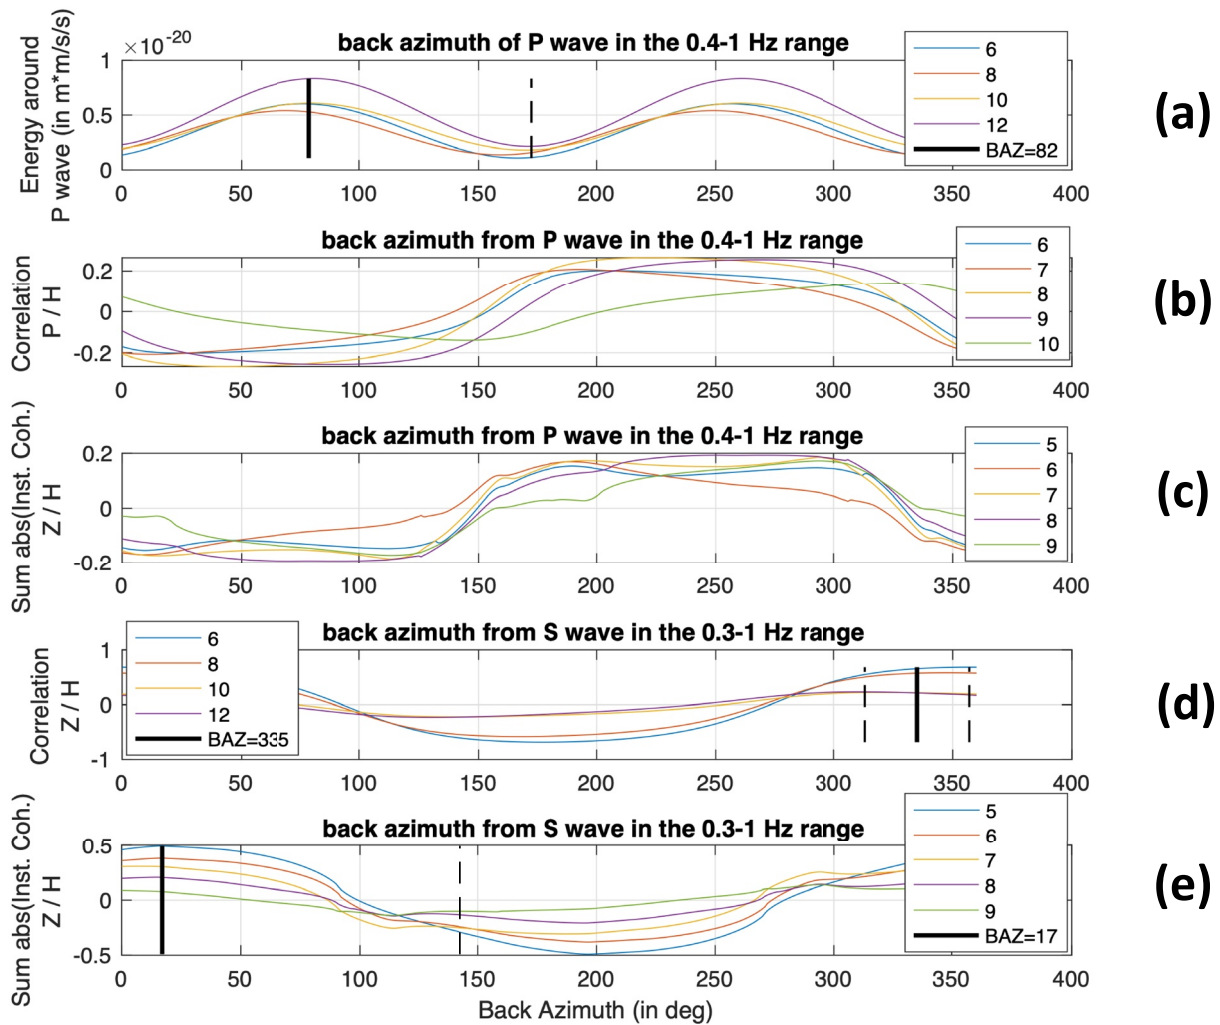 ×10^-20
back azimuth of P wave in the 0.4-1 Hz range
Energy around
P wave (in m*m/s/s)
1
0.5
0
0 50 100 150 200 250 300 350 400
6
8
10
12
BAZ=82
(a)
back azimuth from P wave in the 0.4-1 Hz range
Correlation
P / H
0.2
0
-0.2
0 50 100 150 200 250 300 350 400
6
7
8
9
10
(b)
back azimuth from P wave in the 0.4-1 Hz range
Sum abs(Inst. Coh.)
Z / H
0.2
0
-0.2
0 50 100 150 200 250 300 350 400
5
6
7
8
9
(c)
back azimuth from S wave in the 0.3-1 Hz range
Correlation
Z / H
1
0
-1
0 50 100 150 200 250 300 350 400
6
8
10
12
BAZ=335
(d)
back azimuth from S wave in the 0.3-1 Hz range
Sum abs(Inst. Coh.)
Z / H
0.5
0
-0.5
0 50 100 150 200 250 300 350 400
5
6
7
8
9
BAZ=17
(e)
Back Azimuth (in deg)